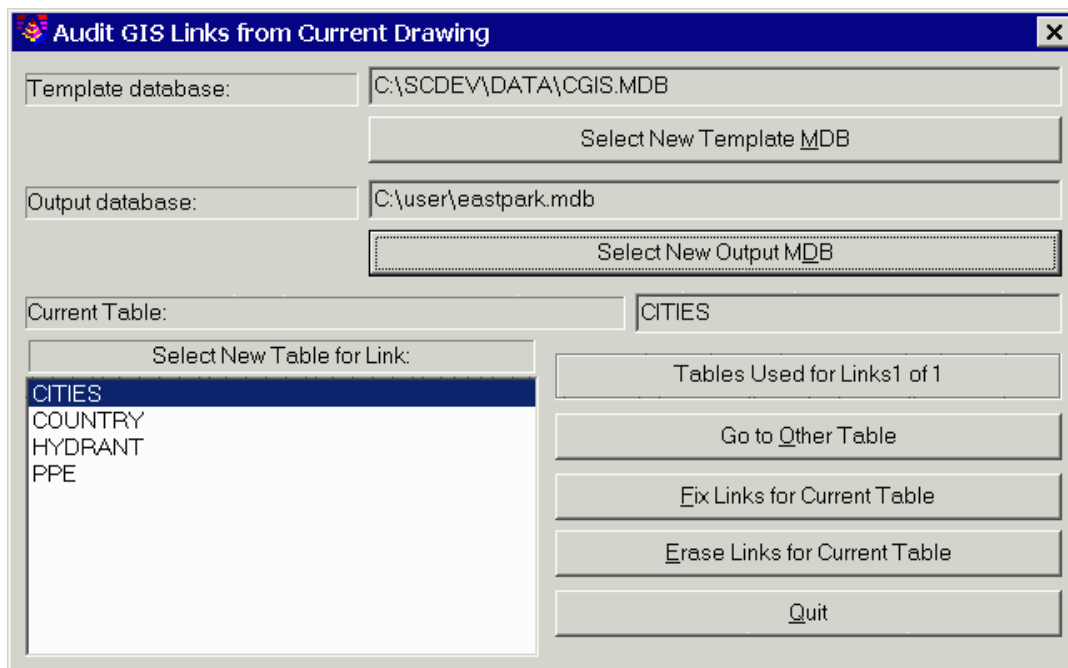 Audit GIS Links from Current Drawing
Template database:
C:\SCDEV\DATA\CGIS.MDB
Select New Template MDB
Output database:
C:\user\eastpark.mdb
Select New Output MDB
Current Table:
CITIES
Select New Table for Link:
CITIES
COUNTRY
HYDRANT
PPE
Tables Used for Links1 of 1
Go to Other Table
Fix Links for Current Table
Erase Links for Current Table
Quit